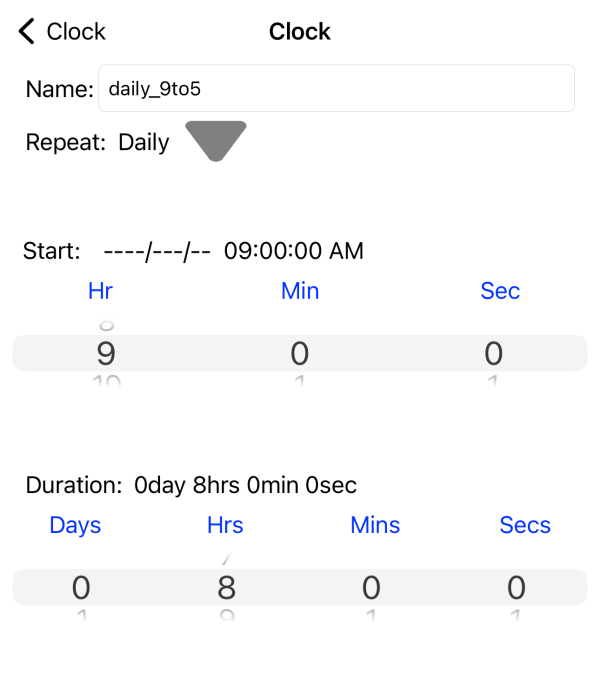 Clock Clock
Name: daily_9to5
Repeat: Daily
Start: ----/---/-- 09:00:00 AM
Hr Min Sec
8
9 0 0
10 1 1
Duration: 0day 8hrs 0min 0sec
Days Hrs Mins Secs
7
0 8 0 0
1 9 1 1